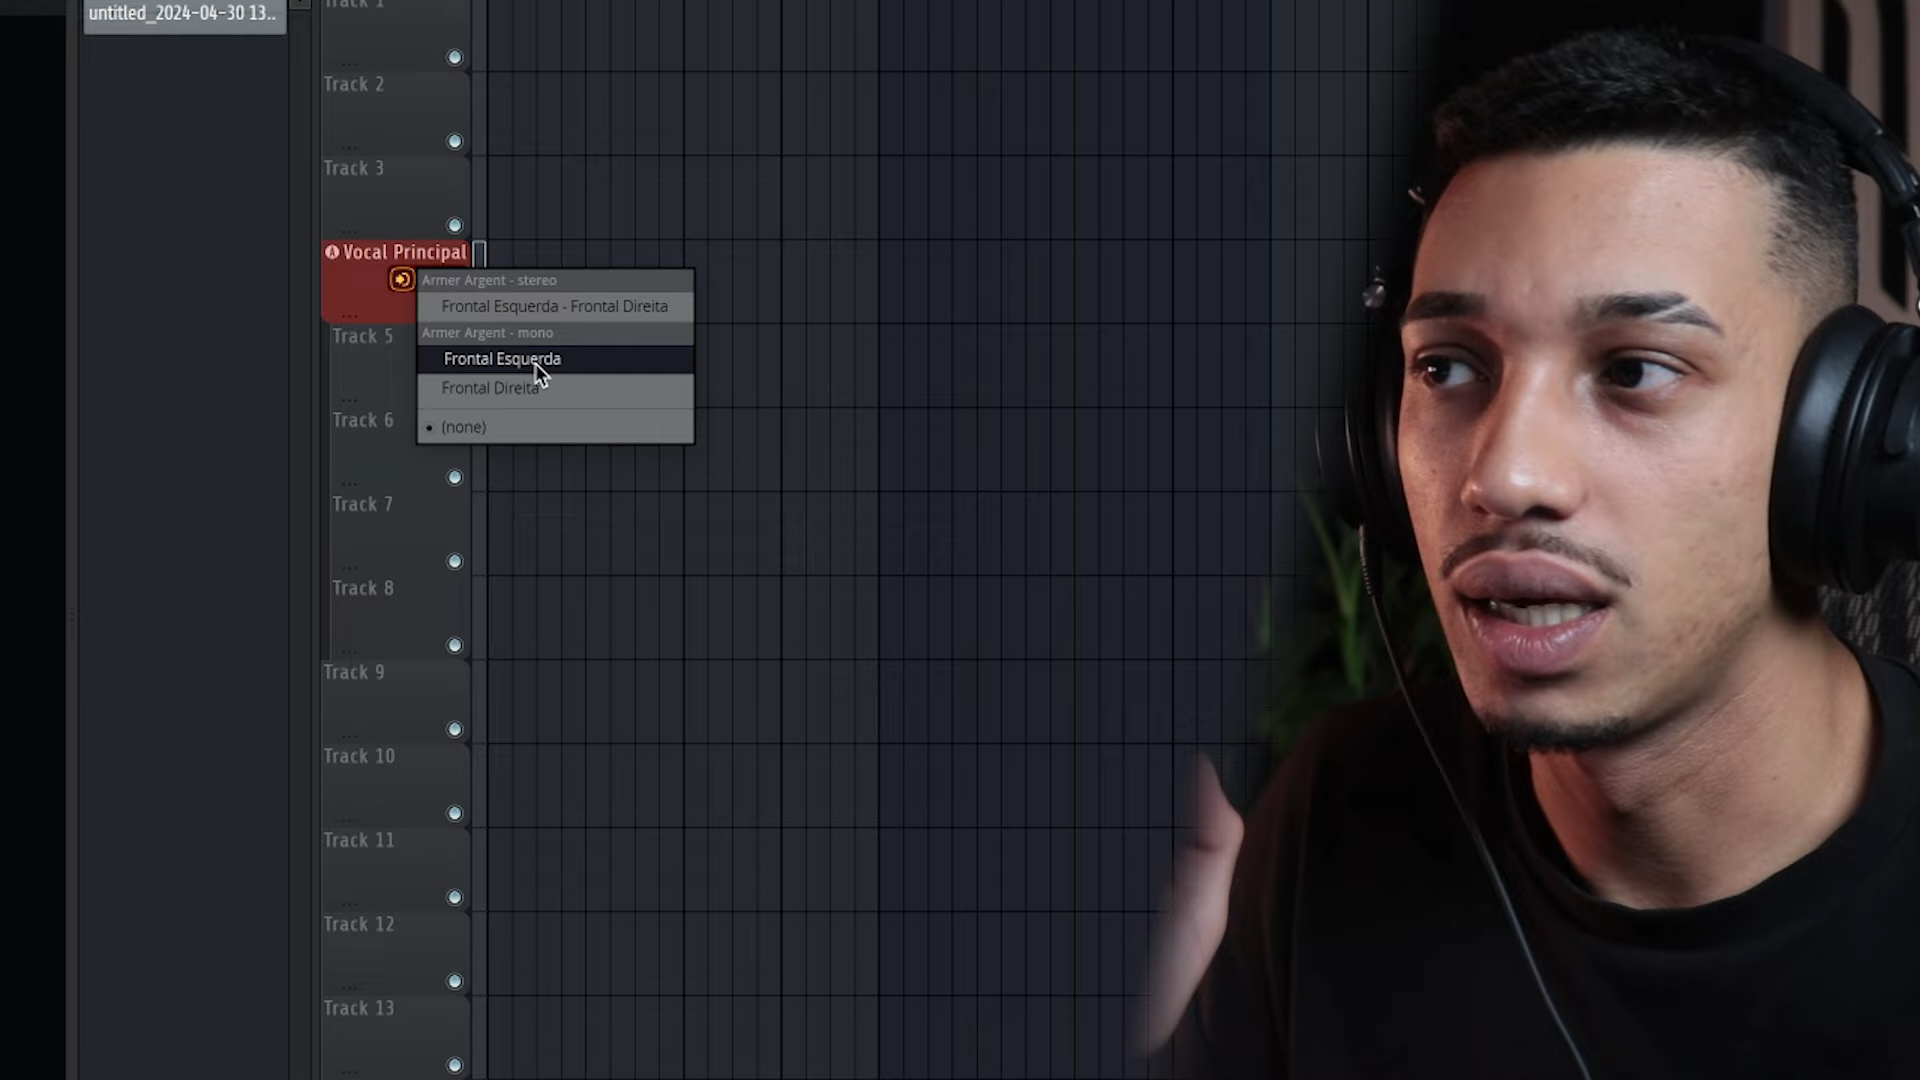 untitled_2024-04-30 13..
Track 1
Track 2
Track 3
Vocal Principal
Armer Argent - stereo
Frontal Esquerda - Frontal Direita
Armer Argent - mono
Frontal Esquerda
Frontal Direita
(none)
Track 5
Track 6
Track 7
Track 8
Track 9
Track 10
Track 11
Track 12
Track 13